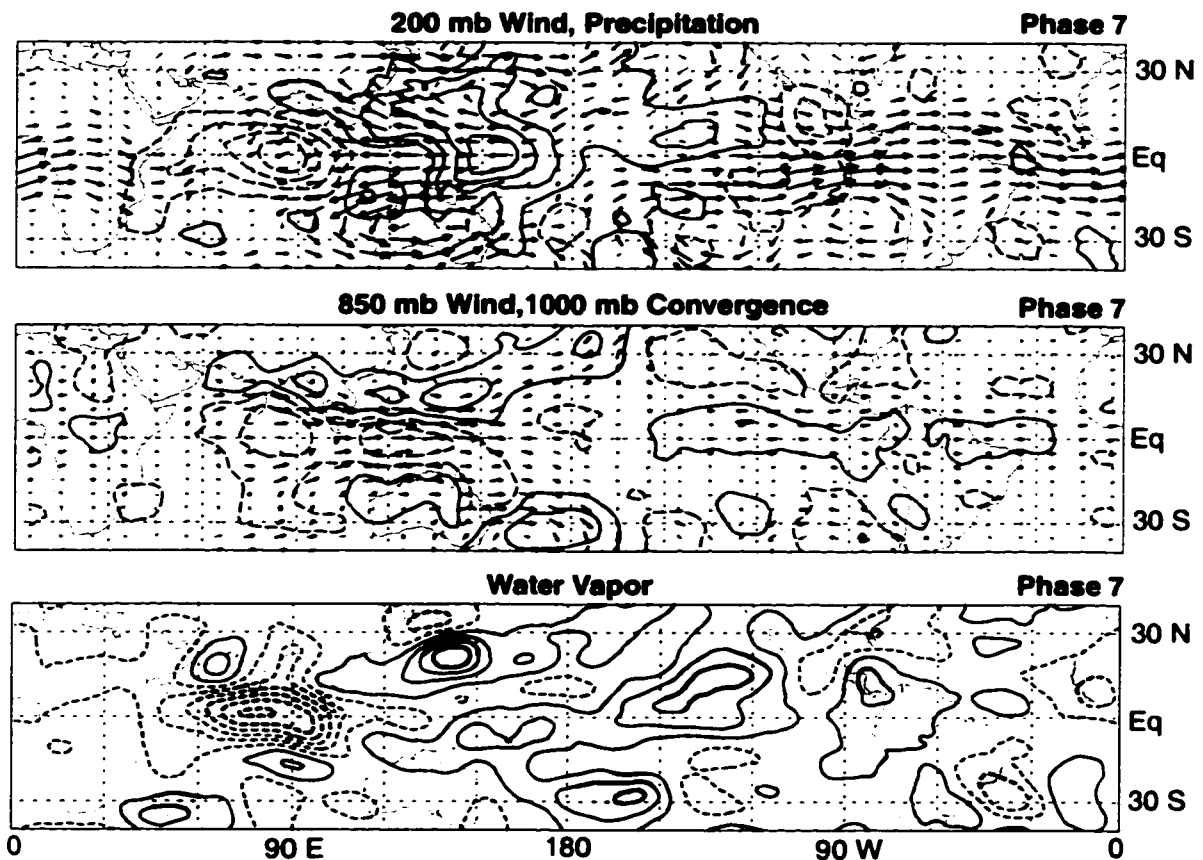 200 mb Wind, Precipitation Phase 7
30 N
Eq
30 S
850 mb Wind,1000 mb Convergence Phase 7
30 N
Eq
30 S
Water Vapor Phase 7
30 N
Eq
30 S
0 90 E 180 90 W 0